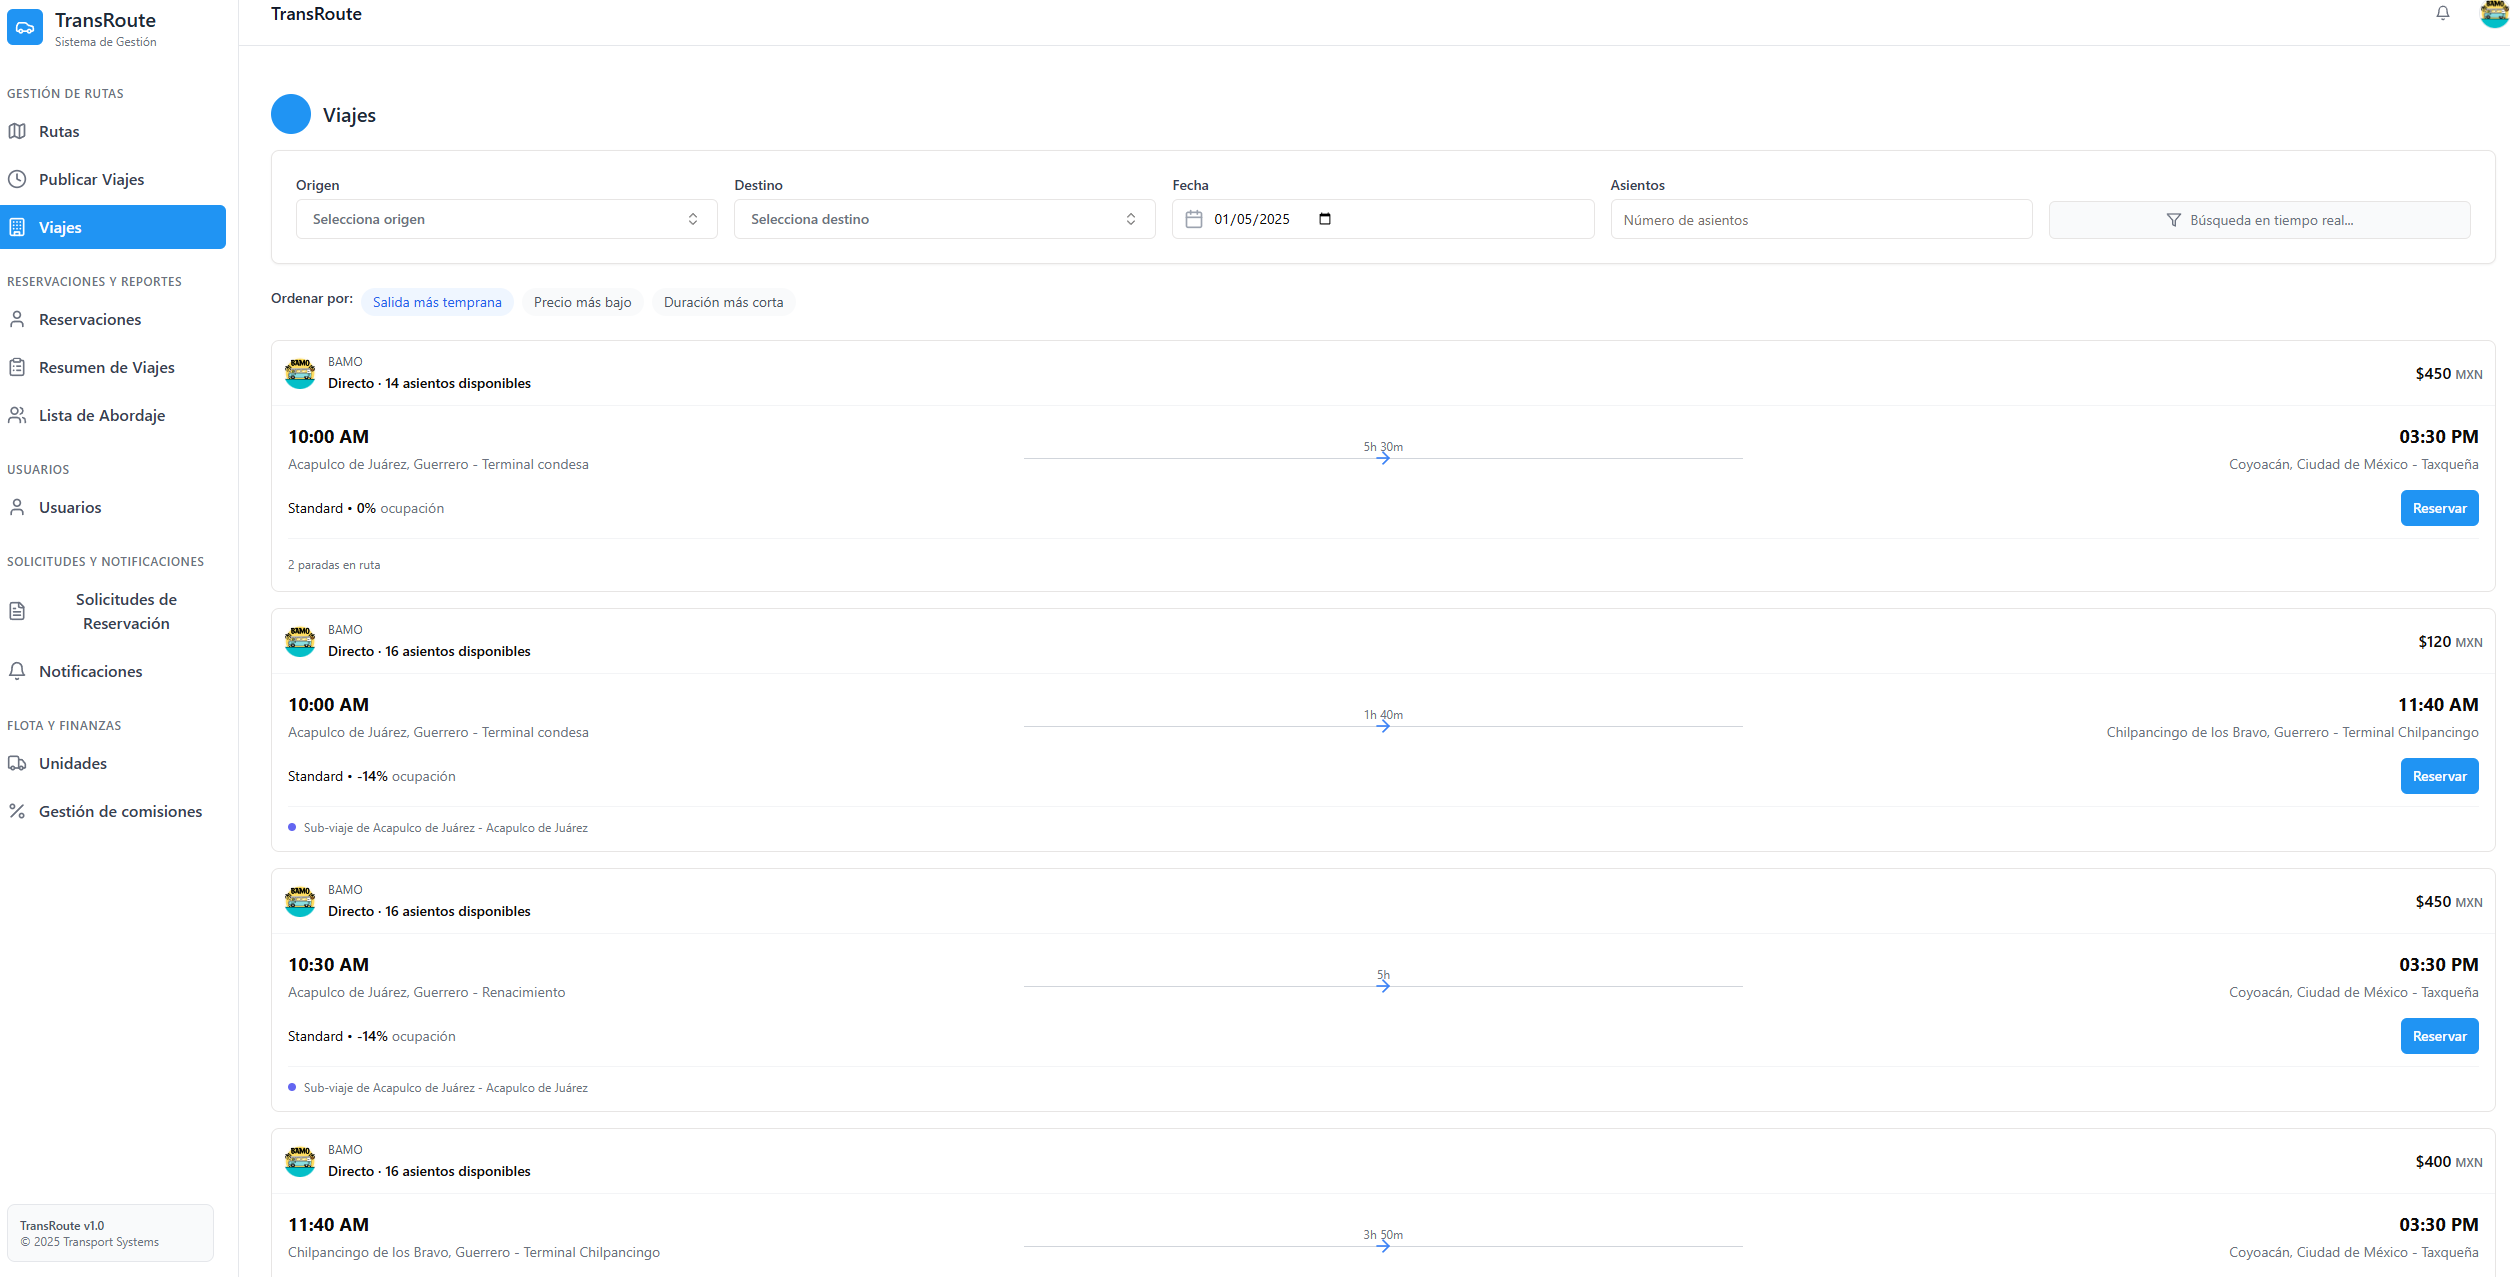 TransRoute
Sistema de Gestión
GESTIÓN DE RUTAS
Rutas
Publicar Viajes
Viajes
RESERVACIONES Y REPORTES
Reservaciones
Resumen de Viajes
Lista de Abordaje
USUARIOS
Usuarios
SOLICITUDES Y NOTIFICACIONES
Solicitudes de
Reservación
Notificaciones
FLOTA Y FINANZAS
Unidades
Gestión de comisiones
TransRoute v1.0
© 2025 Transport Systems
TransRoute
BAMO
Viajes
Origen
Selecciona origen
Destino
Selecciona destino
Fecha
01/05/2025
Asientos
Número de asientos
Búsqueda en tiempo real...
Ordenar por: Salida más temprana Precio más bajo Duración más corta
BAMO
BAMO
Directo · 14 asientos disponibles
$450 MXN
10:00 AM
Acapulco de Juárez, Guerrero - Terminal condesa
5h 30m
03:30 PM
Coyoacán, Ciudad de México - Taxqueña
Standard • 0% ocupación
Reservar
2 paradas en ruta
BAMO
BAMO
Directo · 16 asientos disponibles
$120 MXN
10:00 AM
Acapulco de Juárez, Guerrero - Terminal condesa
1h 40m
11:40 AM
Chilpancingo de los Bravo, Guerrero - Terminal Chilpancingo
Standard • -14% ocupación
Reservar
Sub-viaje de Acapulco de Juárez - Acapulco de Juárez
BAMO
BAMO
Directo · 16 asientos disponibles
$450 MXN
10:30 AM
Acapulco de Juárez, Guerrero - Renacimiento
5h
03:30 PM
Coyoacán, Ciudad de México - Taxqueña
Standard • -14% ocupación
Reservar
Sub-viaje de Acapulco de Juárez - Acapulco de Juárez
BAMO
BAMO
Directo · 16 asientos disponibles
$400 MXN
11:40 AM
Chilpancingo de los Bravo, Guerrero - Terminal Chilpancingo
3h 50m
03:30 PM
Coyoacán, Ciudad de México - Taxqueña